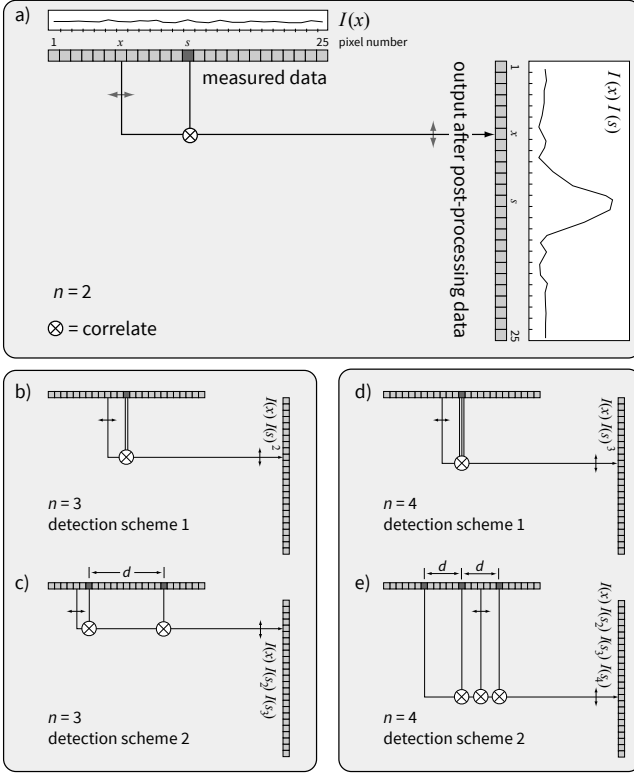 a)
I(x)
1 x s 25 pixel number
measured data
output after post-processing data
1 x s 25
I(x) I(s)
n = 2
⊗ = correlate
b)
I(x) I(s)²
n = 3
detection scheme 1
d)
I(x) I(s)³
n = 4
detection scheme 1
c)
d
I(x) I(s₂) I(s₃)
n = 3
detection scheme 2
e)
d d
I(x) I(s₂) I(s₃) I(s₄)
n = 4
detection scheme 2